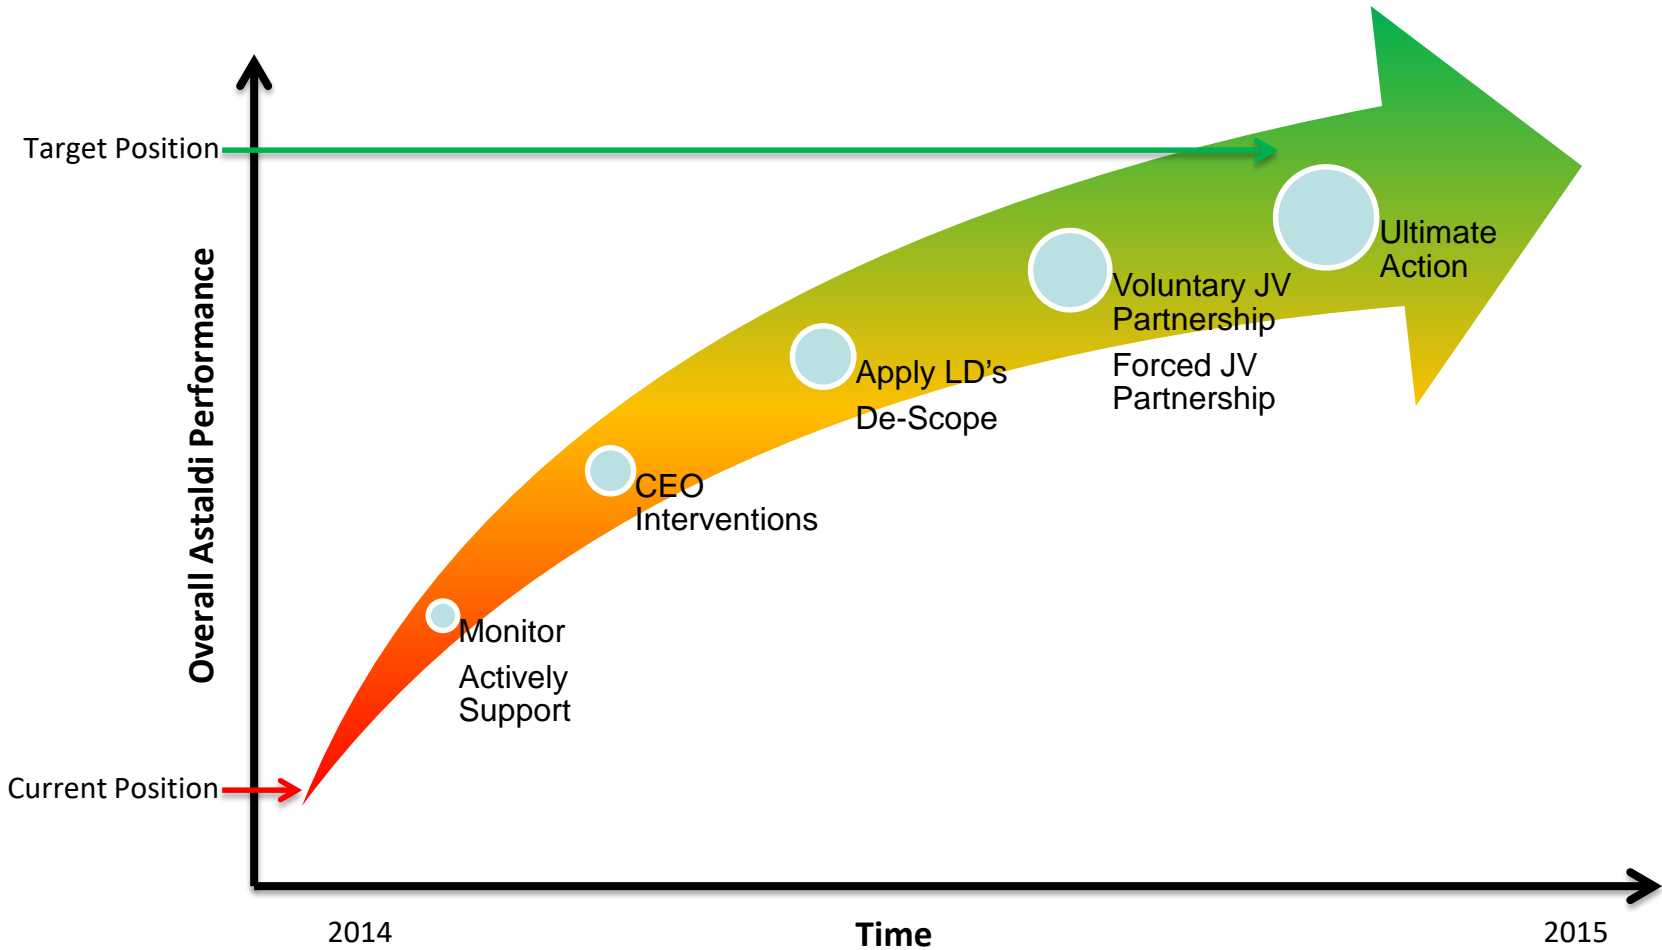 Target Position
Overall Astaldi Performance
Ultimate
Action
Voluntary JV
Partnership
Forced JV
Partnership
Apply LD’s
De-Scope
CEO
Interventions
Monitor
Actively
Support
Current Position
2014
Time
2015